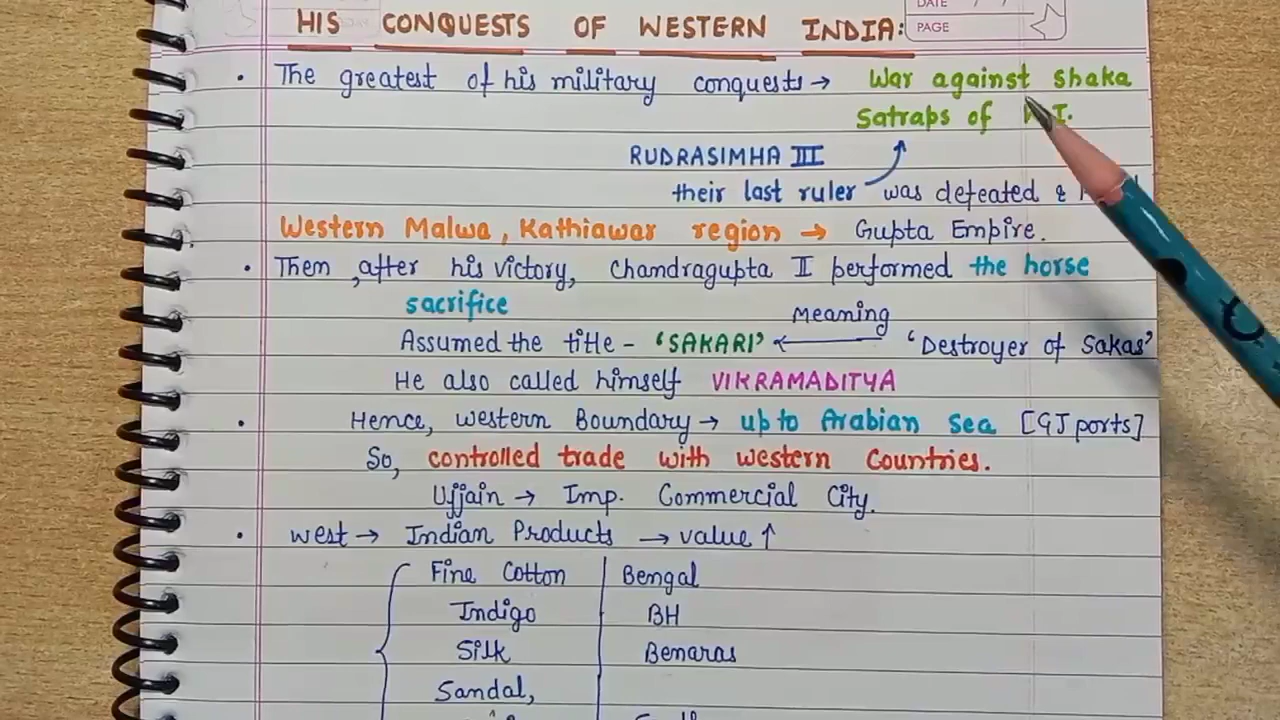 DATE / /
PAGE
HIS CONQUESTS OF WESTERN INDIA:
• The greatest of his military conquests → War against Shaka
Satraps of
RUDRASIMHA III
their last ruler was defeated &
Western Malwa, Kathiawar region → Gupta Empire.
• Them, after his victory, Chandragupta II performed the horse
sacrifice
Meaning
Assumed the title - 'SAKARI' ← 'Destroyer of Sakas'
He also called himself VIKRAMADITYA
• Hence, western Boundary → up to Arabian Sea [GJ ports]
So, controlled trade with western Countries.
Ujjain → Imp. Commercial City.
• west → Indian Products → value ↑
Fine Cotton | Bengal
Indigo | BH
Silk | Benaras
Sandal,